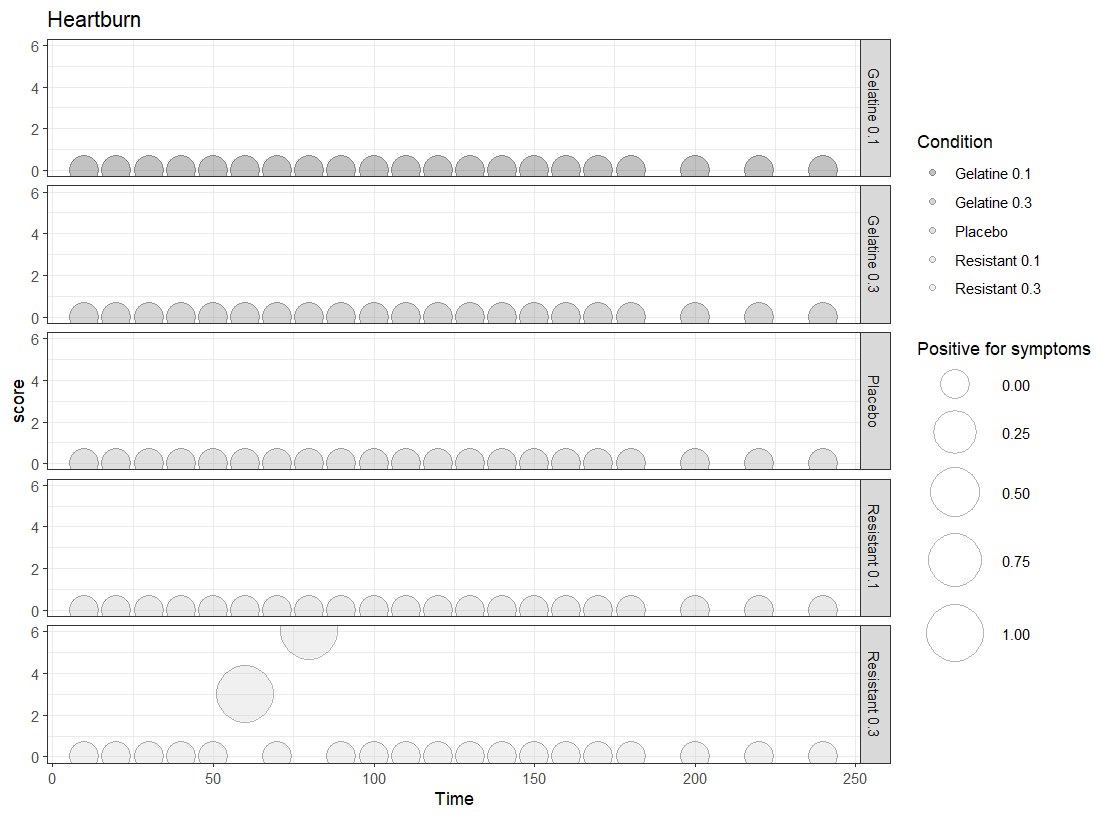 Heartburn
6
4
2
0
Gelatine 0.1
6
4
2
0
Gelatine 0.3
6
4
2
0
Placebo
6
4
2
0
Resistant 0.1
6
4
2
0
Resistant 0.3
score
0 50 100 150 200 250
Time
Condition
Gelatine 0.1
Gelatine 0.3
Placebo
Resistant 0.1
Resistant 0.3
Positive for symptoms
0.00
0.25
0.50
0.75
1.00